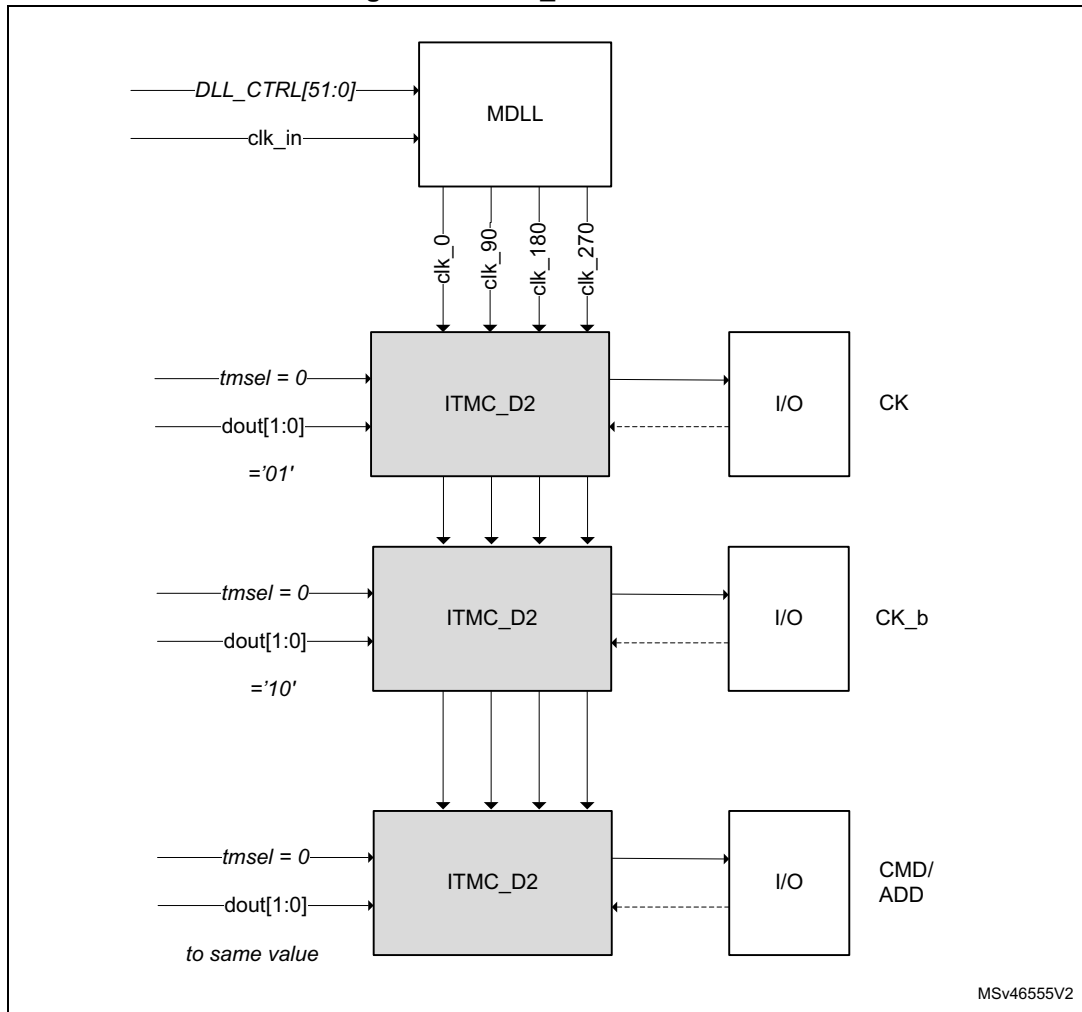 DLL_CTRL[51:0]
MDLL
clk_in
clk_0
clk_90
clk_180
clk_270
tmsel = 0
ITMC_D2
I/O
CK
dout[1:0]
='01'
tmsel = 0
ITMC_D2
I/O
CK_b
dout[1:0]
='10'
tmsel = 0
ITMC_D2
I/O
CMD/
ADD
dout[1:0]
to same value
MSv46555V2